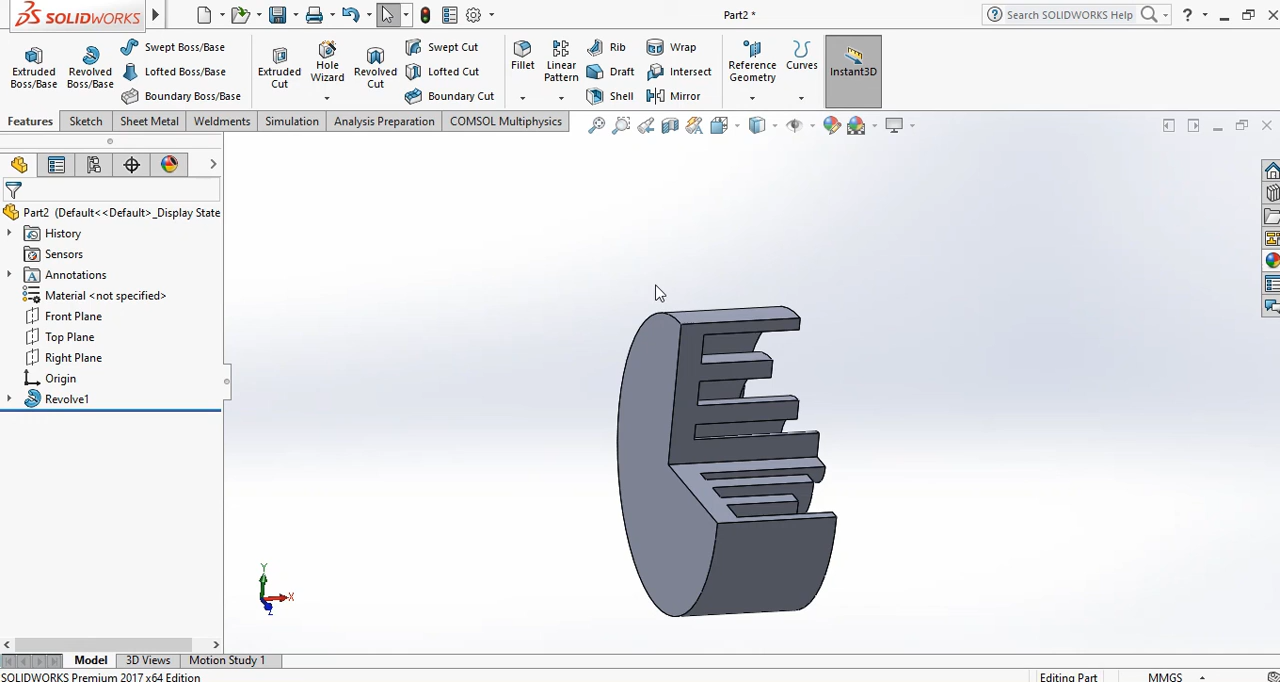 SOLIDWORKS
Part2 *
Search SOLIDWORKS Help
?
Extruded Boss/Base
Revolved Boss/Base
Swept Boss/Base
Lofted Boss/Base
Boundary Boss/Base
Extruded Cut
Hole Wizard
Revolved Cut
Swept Cut
Lofted Cut
Boundary Cut
Fillet
Linear Pattern
Rib
Draft
Shell
Wrap
Intersect
Mirror
Reference Geometry
Curves
Instant3D
Features
Sketch
Sheet Metal
Weldments
Simulation
Analysis Preparation
COMSOL Multiphysics
Part2 (Default<<Default>_Display State
History
Sensors
Annotations
Material <not specified>
Front Plane
Top Plane
Right Plane
Origin
Revolve1
Y
X
Z
Model
3D Views
Motion Study 1
SOLIDWORKS Premium 2017 x64 Edition
Editing Part
MMGS